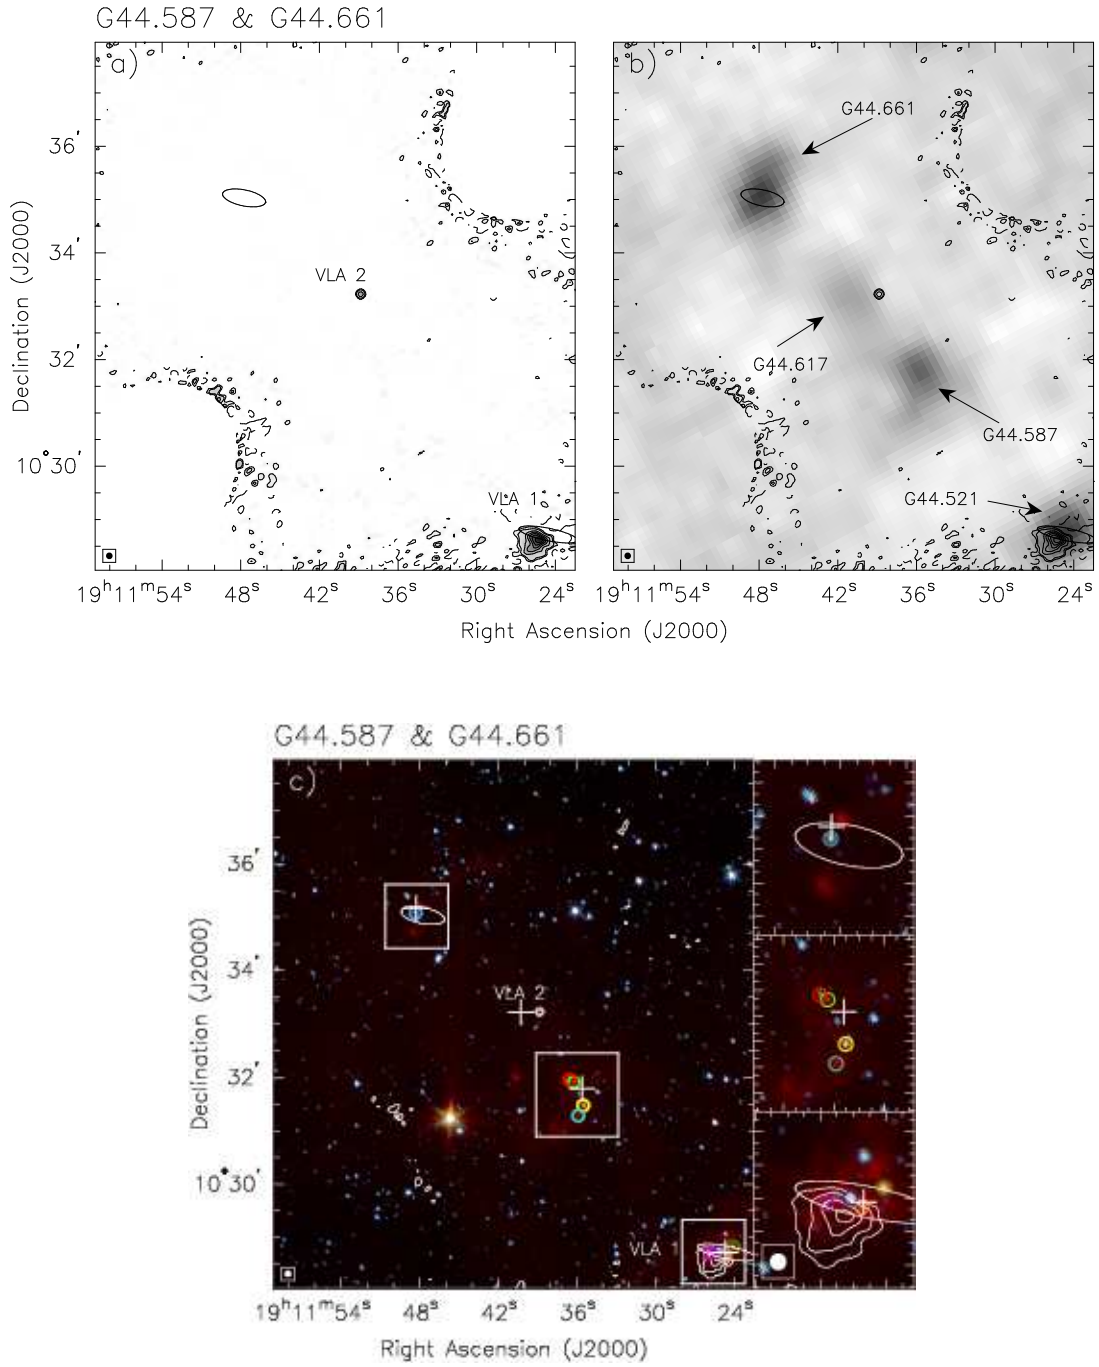 G44.587 & G44.661
a)
b)
G44.661
36'
34'
32'
10° 30'
Declination (J2000)
VLA 2
G44.617
G44.587
VLA 1
G44.521
19ʰ11ᵐ54ˢ 48ˢ 42ˢ 36ˢ 30ˢ 24ˢ
19ʰ11ᵐ54ˢ 48ˢ 42ˢ 36ˢ 30ˢ 24ˢ
Right Ascension (J2000)
G44.587 & G44.661
c)
36'
34'
32'
10° 30'
Declination (J2000)
VLA 2
VLA 1
19ʰ11ᵐ54ˢ 48ˢ 42ˢ 36ˢ 30ˢ 24ˢ
Right Ascension (J2000)